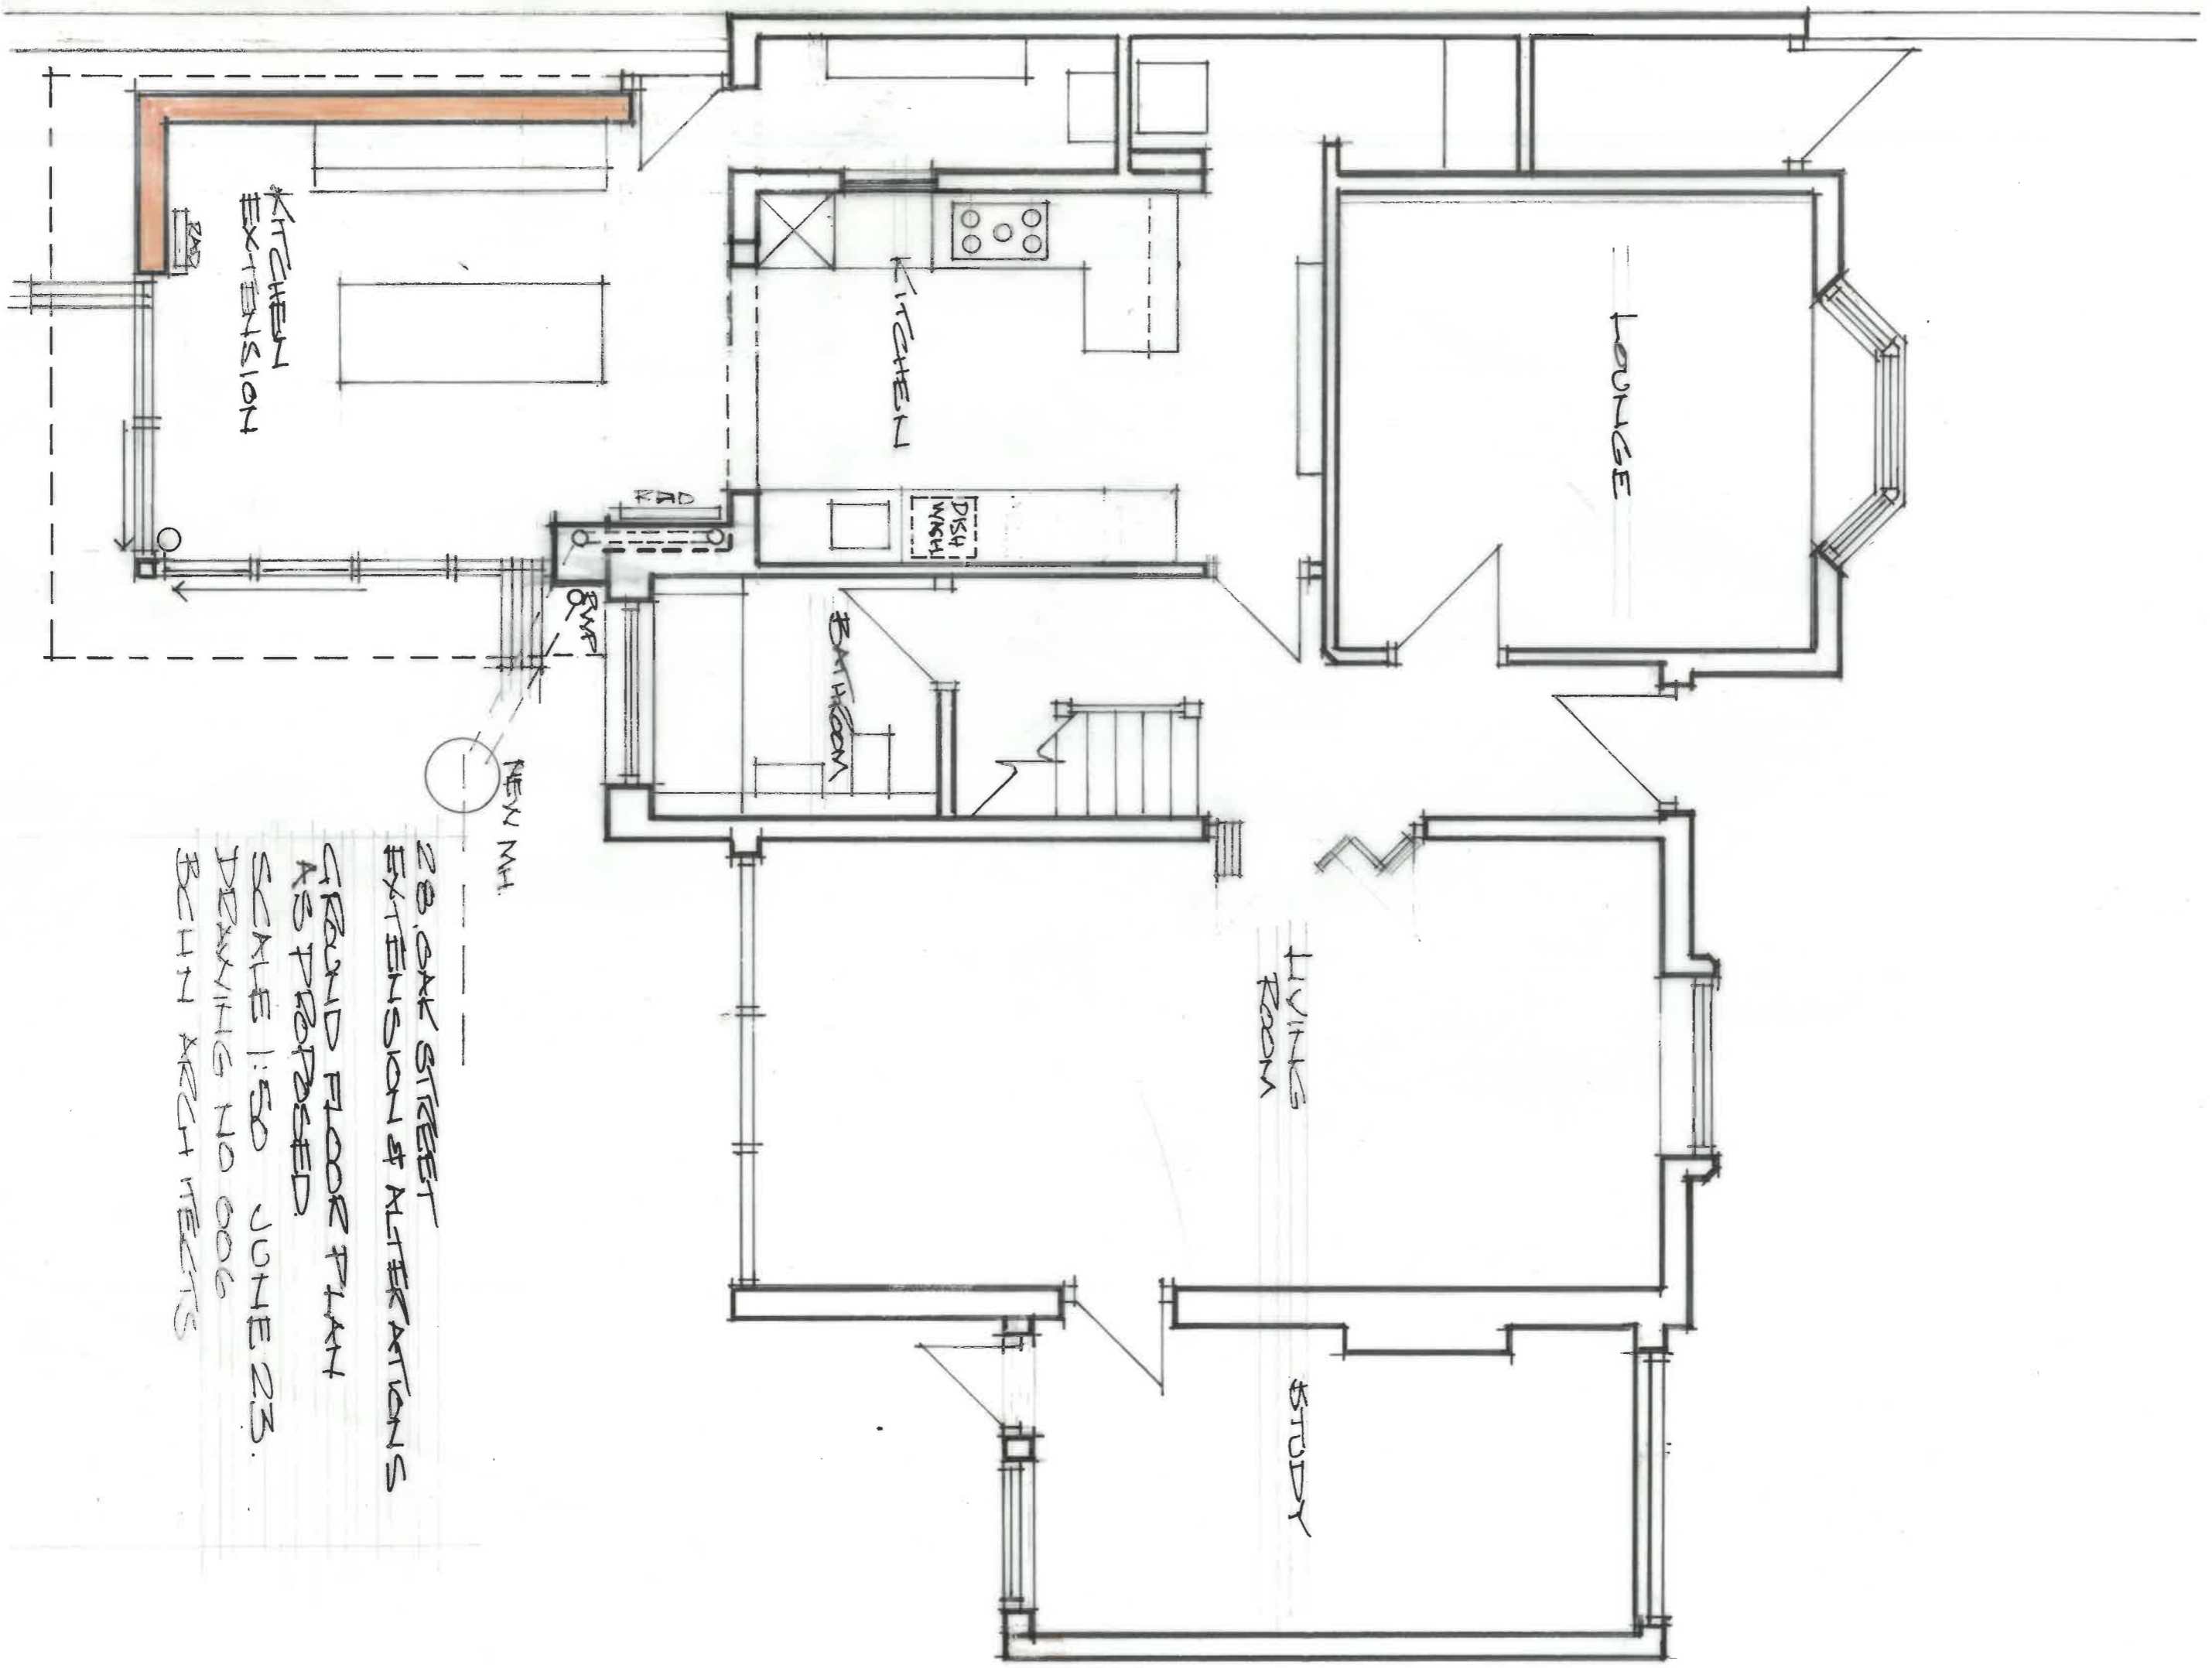 KITCHEN
EXTENSION
RAD
KITCHEN
LOUNGE
RAD
DISH
WASH
RWP
BATHROOM
NEW MH.
LIVING
ROOM
STUDY
28, OAK STREET
EXTENSION & ALTERATIONS
GROUND FLOOR PLAN
AS PROPOSED
SCALE 1:50 JUNE 23.
DRAWING NO 006
BCHN ARCHITECTS